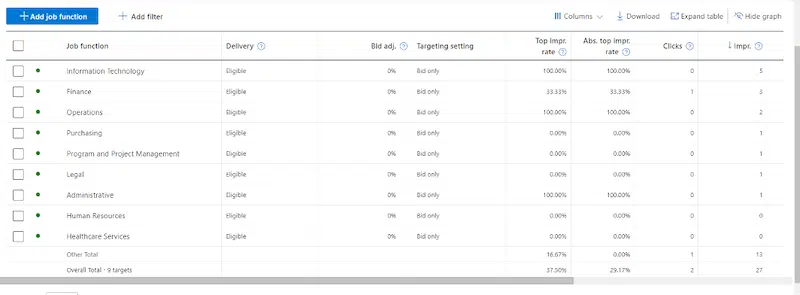 + Add job function + Add filter Columns Download Expand table Hide graph
Job function Delivery Bid adj. Targeting setting Top impr. rate Abs. top impr. rate Clicks ↓ Impr.
Information Technology Eligible 0% Bid only 100.00% 100.00% 0 5
Finance Eligible 0% Bid only 33.33% 33.33% 1 3
Operations Eligible 0% Bid only 100.00% 100.00% 0 2
Purchasing Eligible 0% Bid only 0.00% 0.00% 0 1
Program and Project Management Eligible 0% Bid only 0.00% 0.00% 0 1
Legal Eligible 0% Bid only 0.00% 0.00% 0 1
Administrative Eligible 0% Bid only 100.00% 100.00% 0 1
Human Resources Eligible 0% Bid only 0.00% 0.00% 0 0
Healthcare Services Eligible 0% Bid only 0.00% 0.00% 0 0
Other Total 16.67% 0.00% 1 13
Overall Total - 9 targets 37.50% 29.17% 2 27